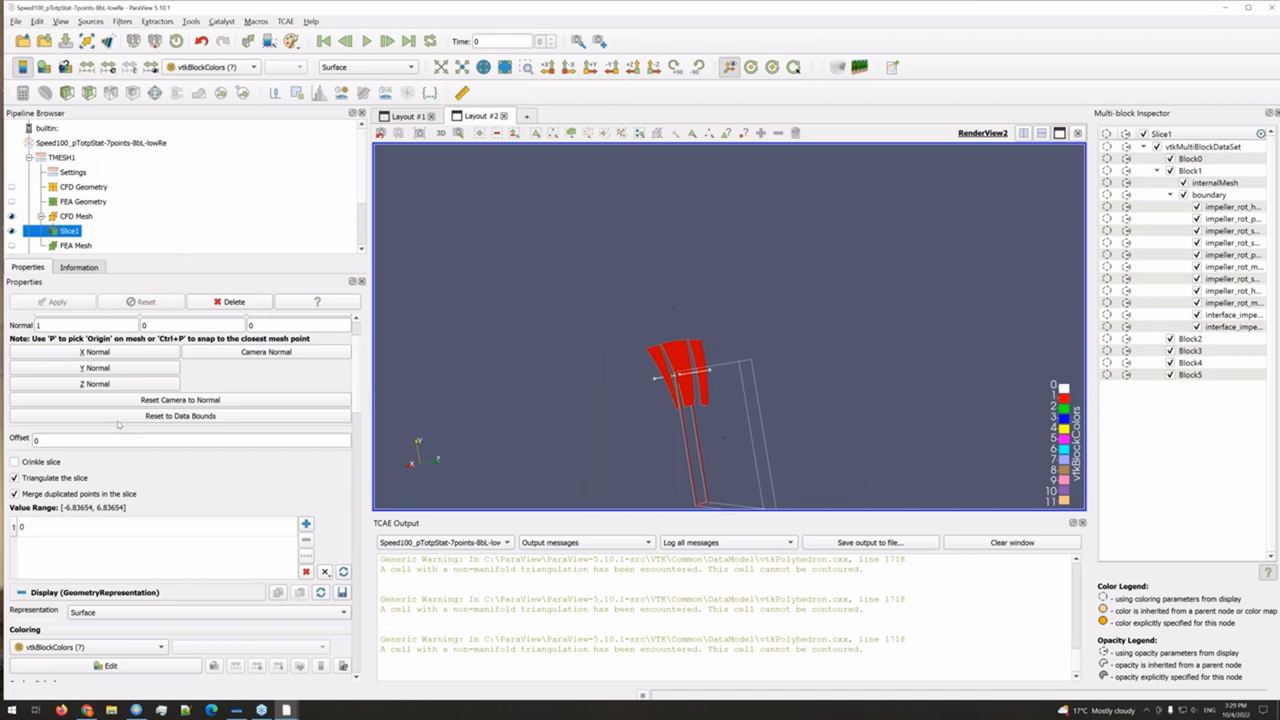 Speed100_pTotpStat-7points-8bL-lowRe - ParaView 5.10.1
File Edit View Sources Filters Extractors Tools Catalyst Macros TCAE Help
Time: 0 0
vtkBlockColors (?) Surface
Pipeline Browser
builtin:
Speed100_pTotpStat-7points-8bL-lowRe
TMESH1
Settings
CFD Geometry
FEA Geometry
CFD Mesh
Slice1
FEA Mesh
Properties Information
Properties
Apply Reset Delete ?
Normal 1 0 0
Note: Use 'P' to pick 'Origin' on mesh or 'Ctrl+P' to snap to the closest mesh point
X Normal Camera Normal
Y Normal
Z Normal
Reset Camera to Normal
Reset to Data Bounds
Offset 0
Crinkle slice
Triangulate the slice
Merge duplicated points in the slice
Value Range: [-6.83654, 6.83654]
1 0
Display (GeometryRepresentation)
Representation Surface
Coloring
vtkBlockColors (?)
Edit
Layout #1 Layout #2 +
3D RenderView2
Y
X Z
0
1
2
3
4
5
6
7
8
9
10
11
vtkBlockColors
TCAE Output
Speed100_pTotpStat-7points-8bL-lowv Output messages Log all messages Save output to file... Clear window
Generic Warning: In C:\ParaView\ParaView-5.10.1-src\VTK\Common\DataModel\vtkPolyhedron.cxx, line 1718
A cell with a non-manifold triangulation has been encountered. This cell cannot be contoured.
Generic Warning: In C:\ParaView\ParaView-5.10.1-src\VTK\Common\DataModel\vtkPolyhedron.cxx, line 1718
A cell with a non-manifold triangulation has been encountered. This cell cannot be contoured.
Generic Warning: In C:\ParaView\ParaView-5.10.1-src\VTK\Common\DataModel\vtkPolyhedron.cxx, line 1718
A cell with a non-manifold triangulation has been encountered. This cell cannot be contoured.
Multi-block Inspector
Slice1
vtkMultiBlockDataSet
Block0
Block1
internalMesh
boundary
impeller_rot_h...
impeller_rot_p...
impeller_rot_s...
impeller_rot_s...
impeller_rot_p...
impeller_rot_m...
impeller_rot_s...
impeller_rot_h...
impeller_rot_m...
interface_impe...
interface_impe...
Block2
Block3
Block4
Block5
Color Legend:
- using coloring parameters from display
- color is inherited from a parent node or color map
- color explicitly specified for this node
Opacity Legend:
- using opacity parameters from display
- opacity is inherited from a parent node
- opacity explicitly specified for this node
17°C Mostly cloudy ENG 3:29 PM
10/4/2022